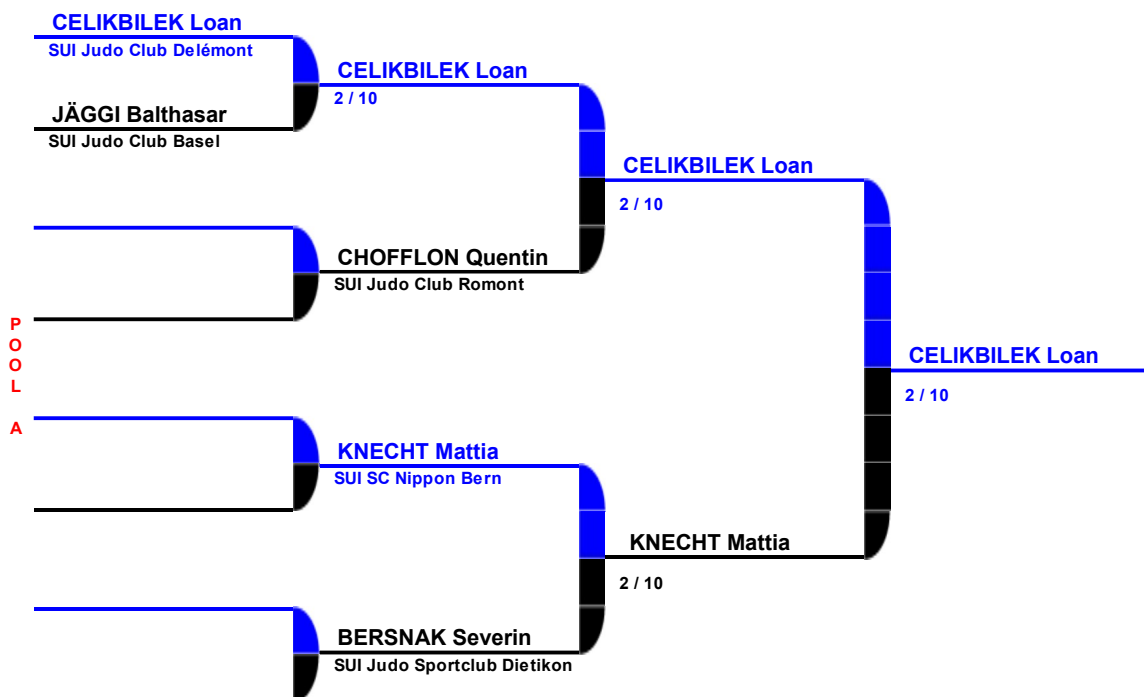 CELIKBILEK Loan
SUI Judo Club Delémont
JÄGGI Balthasar
SUI Judo Club Basel
CELIKBILEK Loan
2 / 10
CHOFFLON Quentin
SUI Judo Club Romont
CELIKBILEK Loan
2 / 10
POOL A
KNECHT Mattia
SUI SC Nippon Bern
BERSNAK Severin
SUI Judo Sportclub Dietikon
KNECHT Mattia
2 / 10
CELIKBILEK Loan
2 / 10